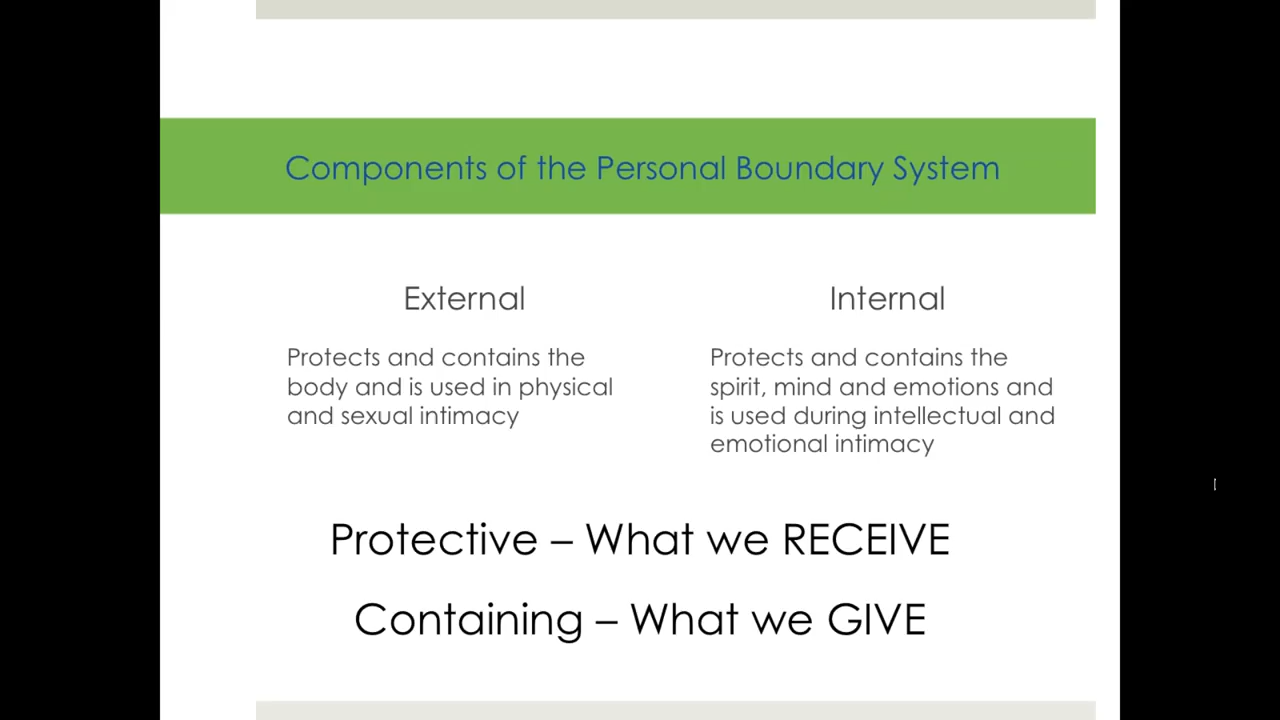 Components of the Personal Boundary System
External
Protects and contains the
body and is used in physical
and sexual intimacy
Internal
Protects and contains the
spirit, mind and emotions and
is used during intellectual and
emotional intimacy
Protective – What we RECEIVE
Containing – What we GIVE